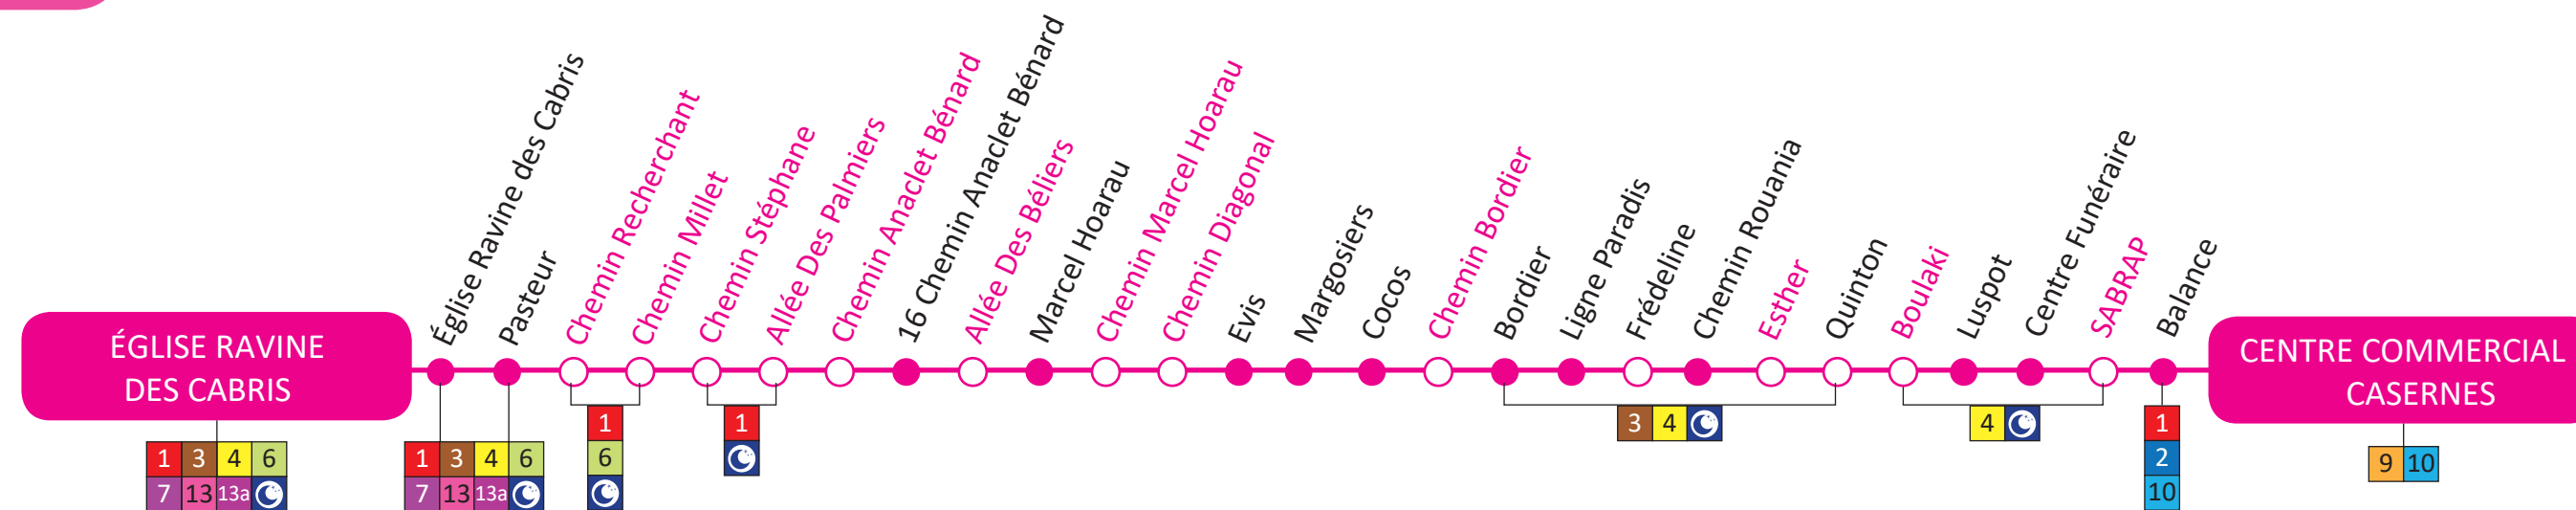 ÉGLISE RAVINE
DES CABRIS
1 3 4 6
7 13 13a
Église Ravine des Cabris
Pasteur
1 3 4 6
7 13 13a
Chemin Recherchant
Chemin Millet
1
6
Chemin Stéphane
Allée Des Palmiers
1
Chemin Anaclet Bénard
16 Chemin Anaclet Bénard
Allée Des Béliers
Marcel Hoarau
Chemin Marcel Hoarau
Chemin Diagonal
Evis
Margosiers
Cocos
Chemin Bordier
Bordier
Ligne Paradis
Frédeline
Chemin Rouania
Esther
Quinton
3 4
Boulaki
Luspot
Centre Funéraire
SABRAP
4
Balance
1
2
10
CENTRE COMMERCIAL
CASERNES
9 10